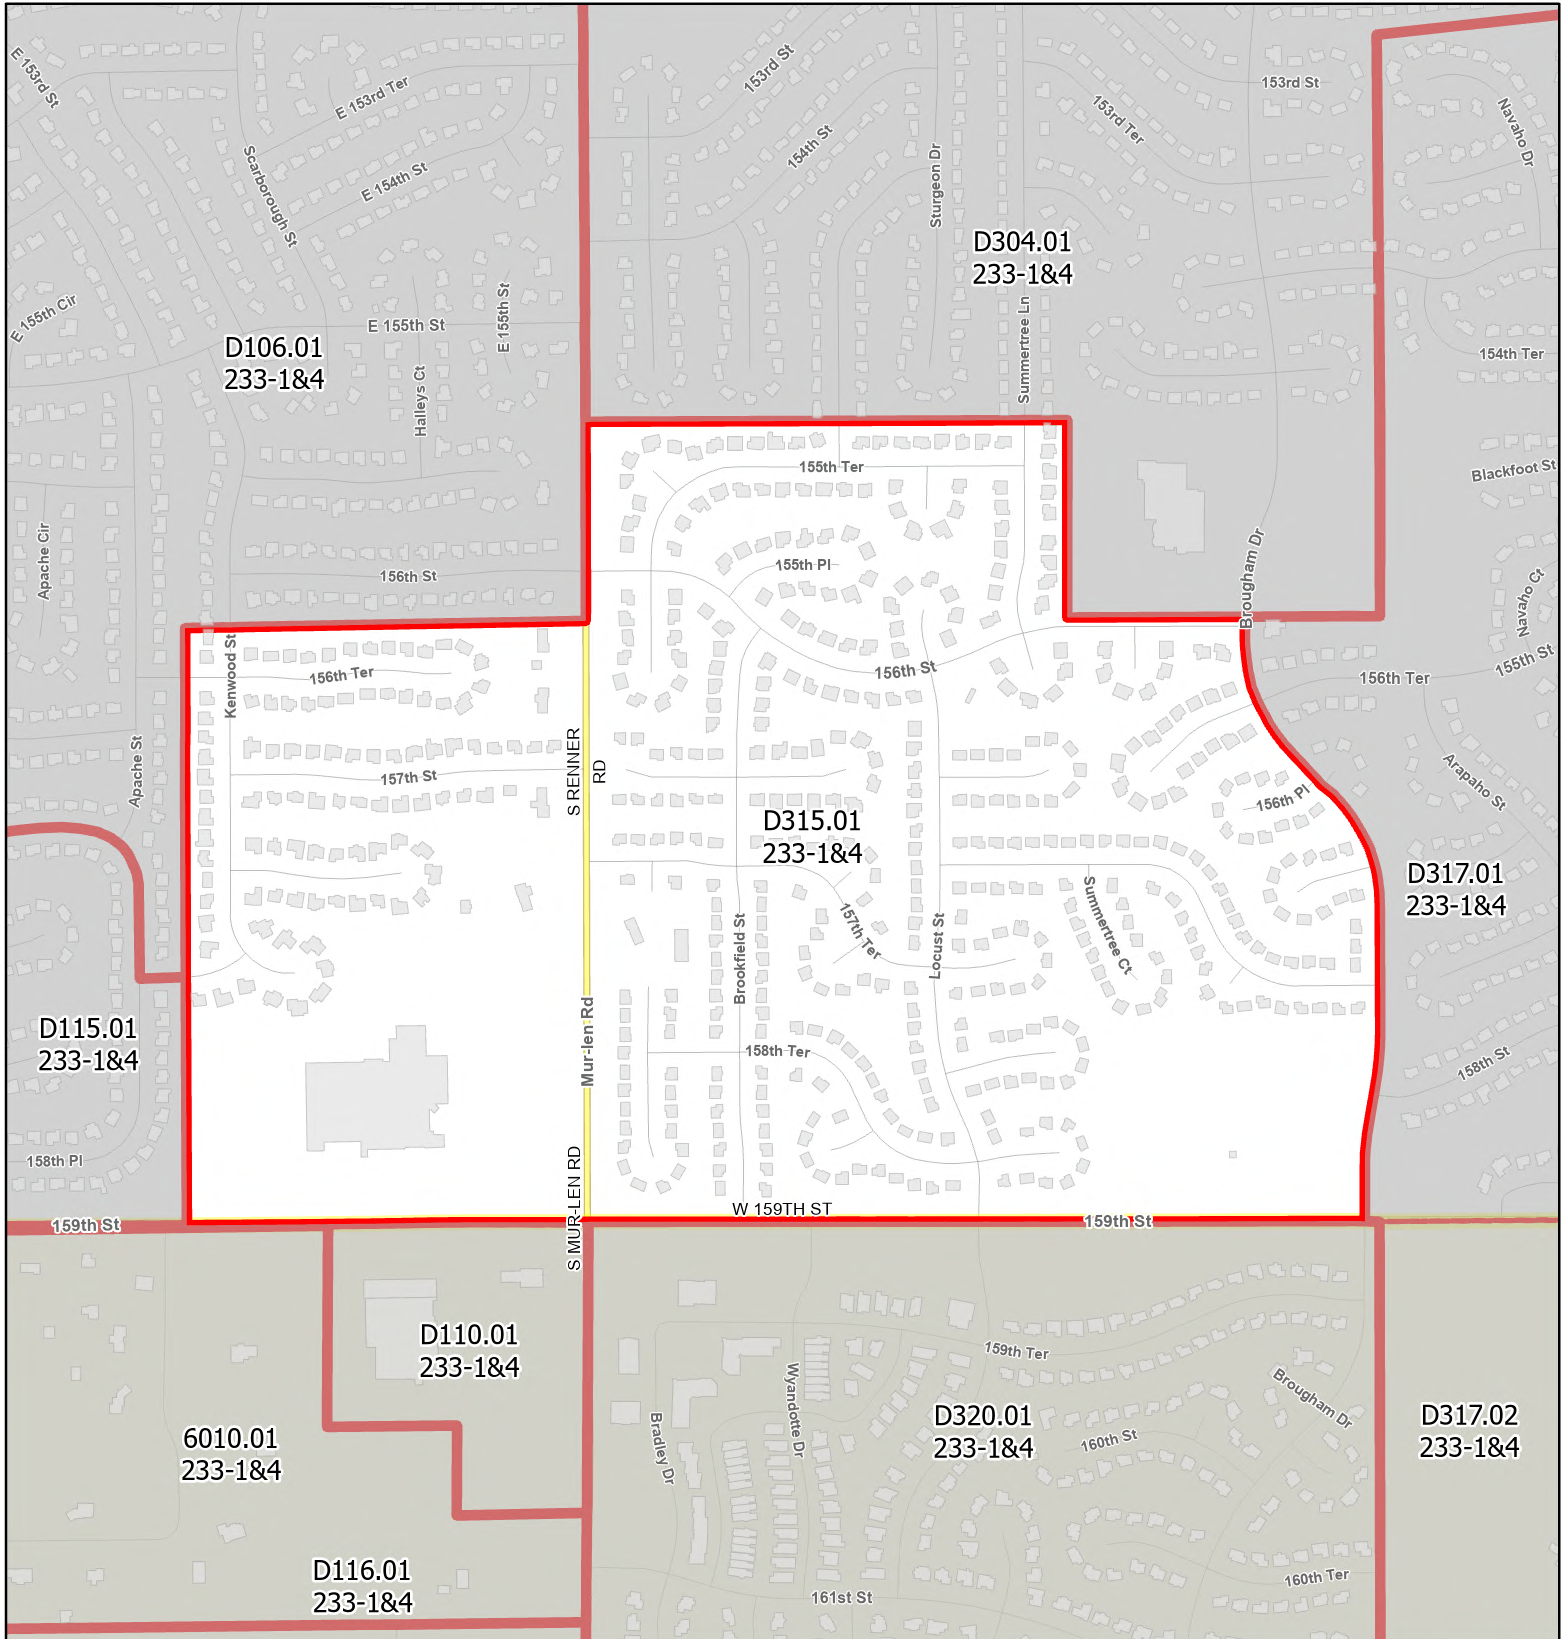 E 153rd St
E 153rd Ter
153rd St
153rd Ter
153rd St
Navaho Dr
Scarborough St
E 154th St
154th St
Sturgeon Dr
D304.01
233-1&4
Summertree Ln
E 155th Cir
E 155th St
E 155th St
D106.01
233-1&4
Halleys Ct
154th Ter
155th Ter
Blackfoot St
Apache Cir
156th St
155th Pl
Brougham Dr
Navaho Ct
155th St
Kenwood St
156th Ter
156th St
156th Ter
Apache St
157th St
S RENNER
RD
Arapaho St
156th Pl
D315.01
233-1&4
D317.01
233-1&4
Brookfield St
157th Ter
Locust St
Summertree Ct
D115.01
233-1&4
Mur-len Rd
158th Ter
158th St
158th Pl
S MUR-LEN RD
W 159TH ST
159th St
159th St
D110.01
233-1&4
159th Ter
Wyandotte Dr
Bradley Dr
Brougham Dr
D320.01
233-1&4
160th St
D317.02
233-1&4
6010.01
233-1&4
D116.01
233-1&4
161st St
160th Ter